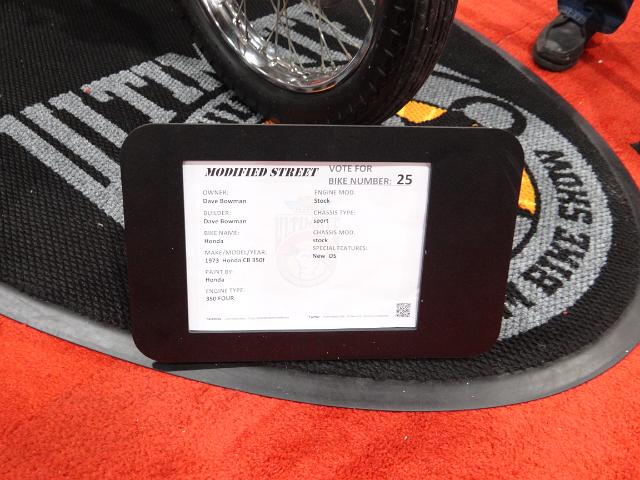 ULTIM
MODIFIED STREET
VOTE FOR
BIKE NUMBER: 25
OWNER:
Dave Bowman
BUILDER:
Dave Bowman
BIKE NAME:
Honda
MAKE/MODEL/YEAR:
1973 Honda CB 350f
PAINT BY:
Honda
ENGINE TYPE:
350 FOUR
ENGINE MOD:
Stock
CHASSIS TYPE:
sport
CHASSIS MOD:
stock
SPECIAL FEATURES:
New OS
BIKE SHOW